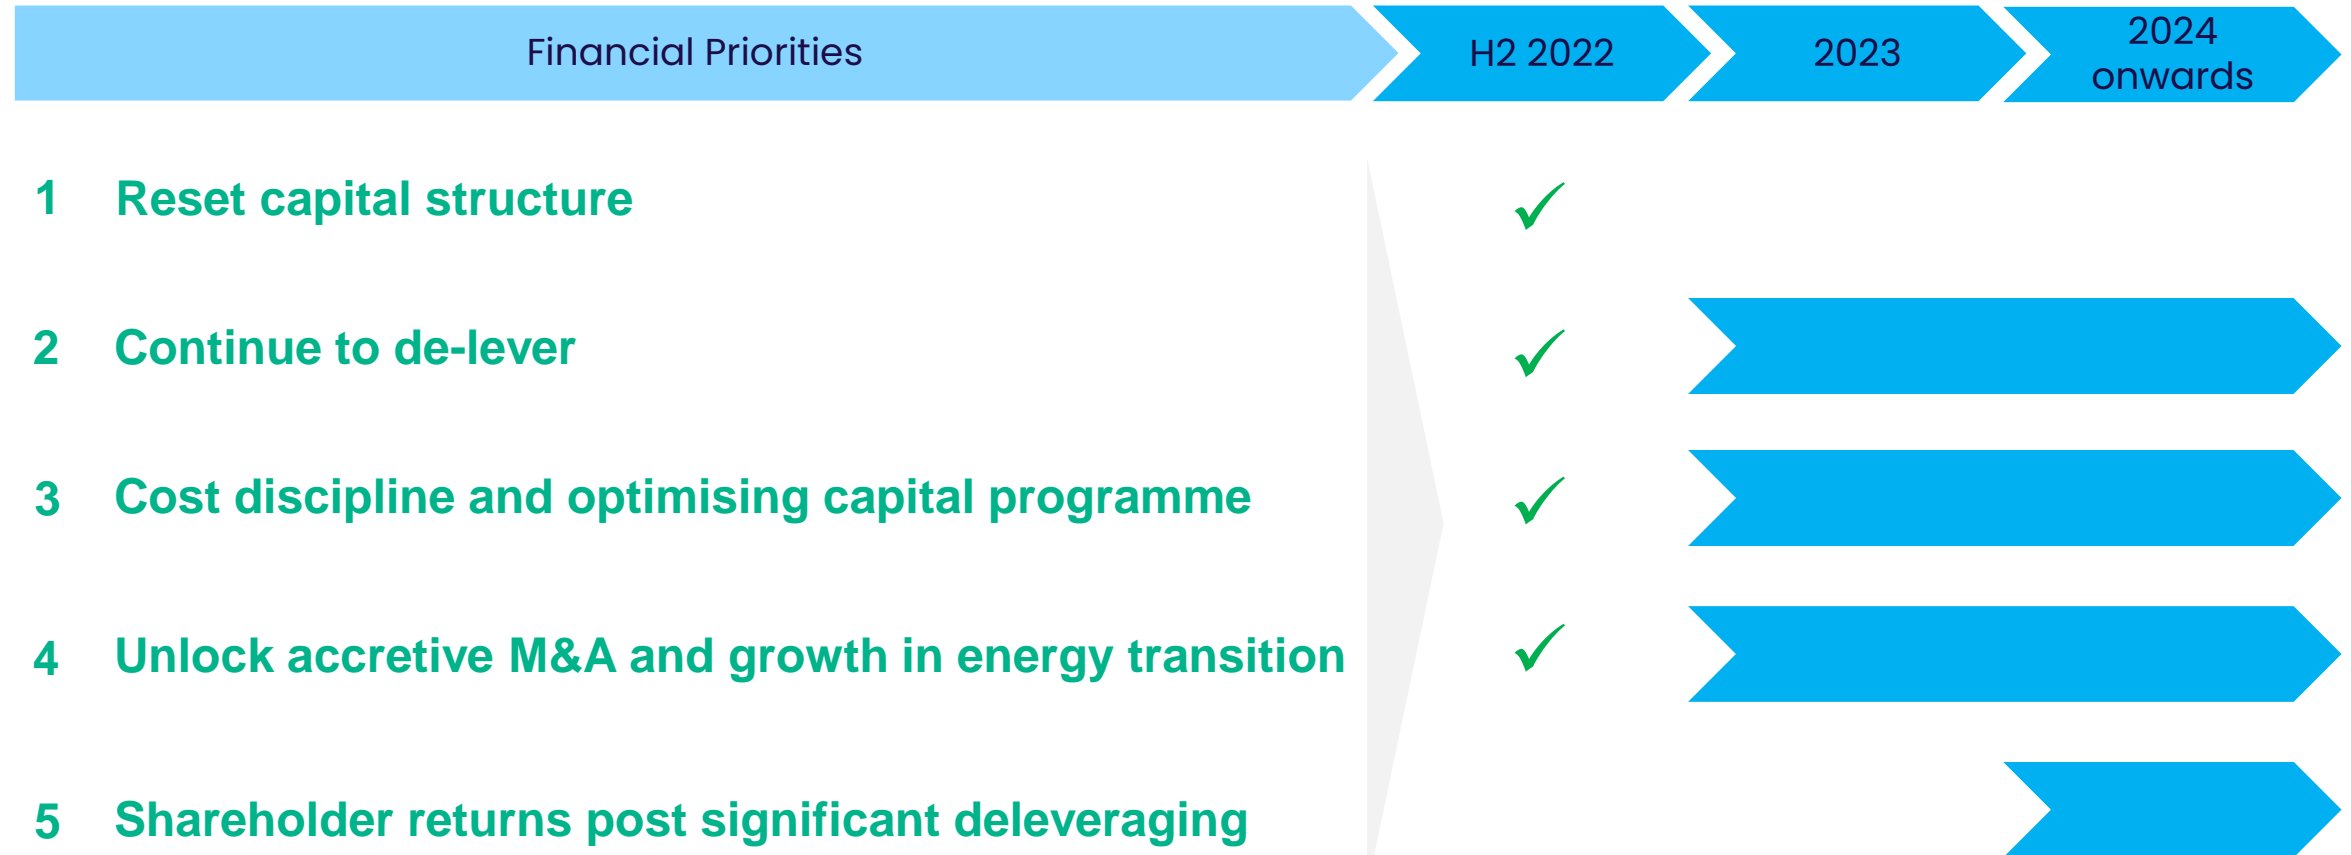 Financial Priorities
H2 2022
2023
2024
onwards
1 Reset capital structure
✓
2 Continue to de-lever
✓
3 Cost discipline and optimising capital programme
✓
4 Unlock accretive M&A and growth in energy transition
✓
5 Shareholder returns post significant deleveraging